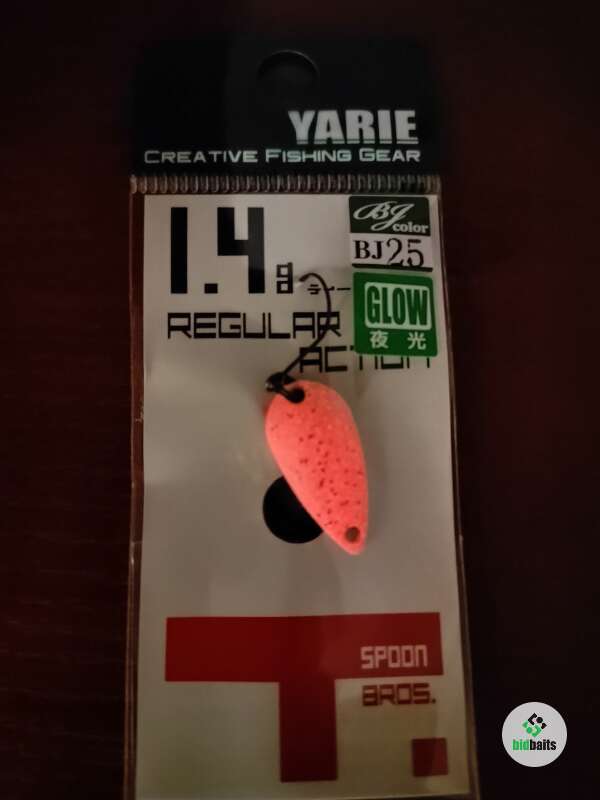 YARIE
CREATIVE FISHING GEAR
1.4g
BJ color
BJ25
GLOW
夜光
REGULAR
ACTION
T
SPOON
BROS.
bidbaits